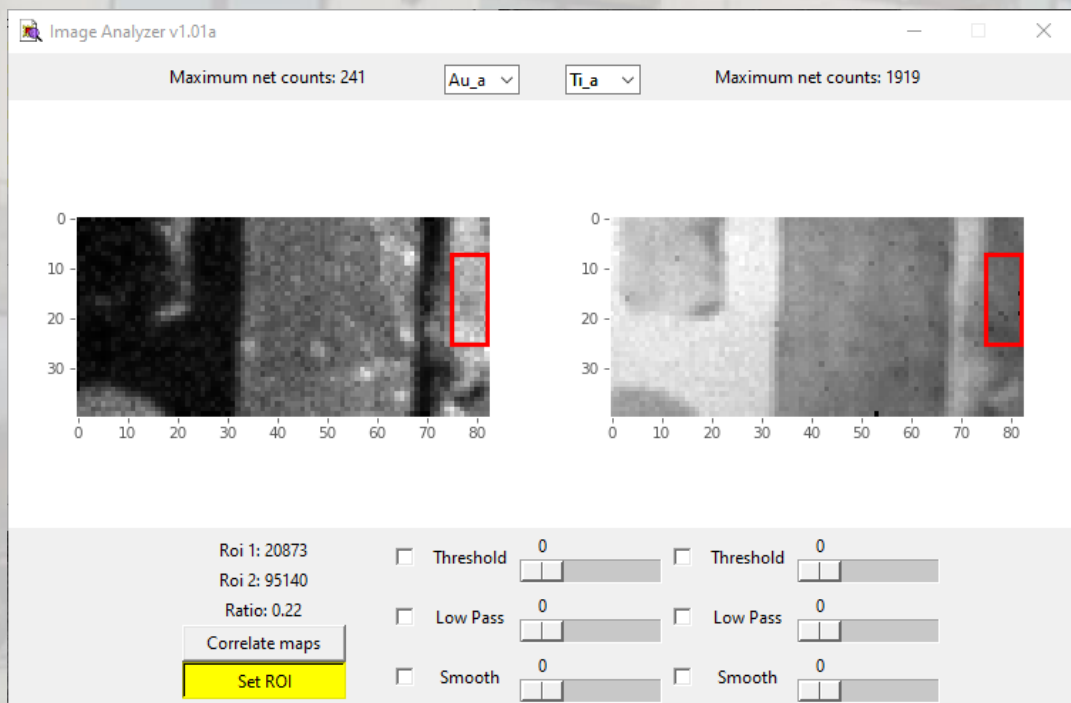 Image Analyzer v1.01a
Maximum net counts: 241
Au_a
Ti_a
Maximum net counts: 1919
0
10
20
30
0 10 20 30 40 50 60 70 80
0
10
20
30
0 10 20 30 40 50 60 70 80
Roi 1: 20873
Roi 2: 95140
Ratio: 0.22
Correlate maps
Set ROI
Threshold 0
Low Pass 0
Smooth 0
Threshold 0
Low Pass 0
Smooth 0